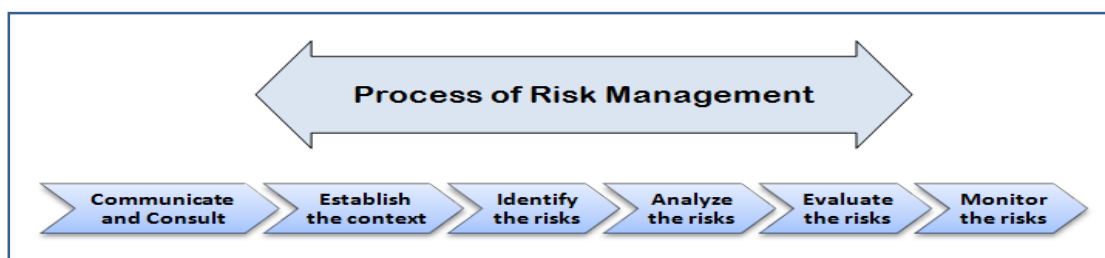 Process of Risk Management
Communicate
and Consult
Establish
the context
Identify
the risks
Analyze
the risks
Evaluate
the risks
Monitor
the risks